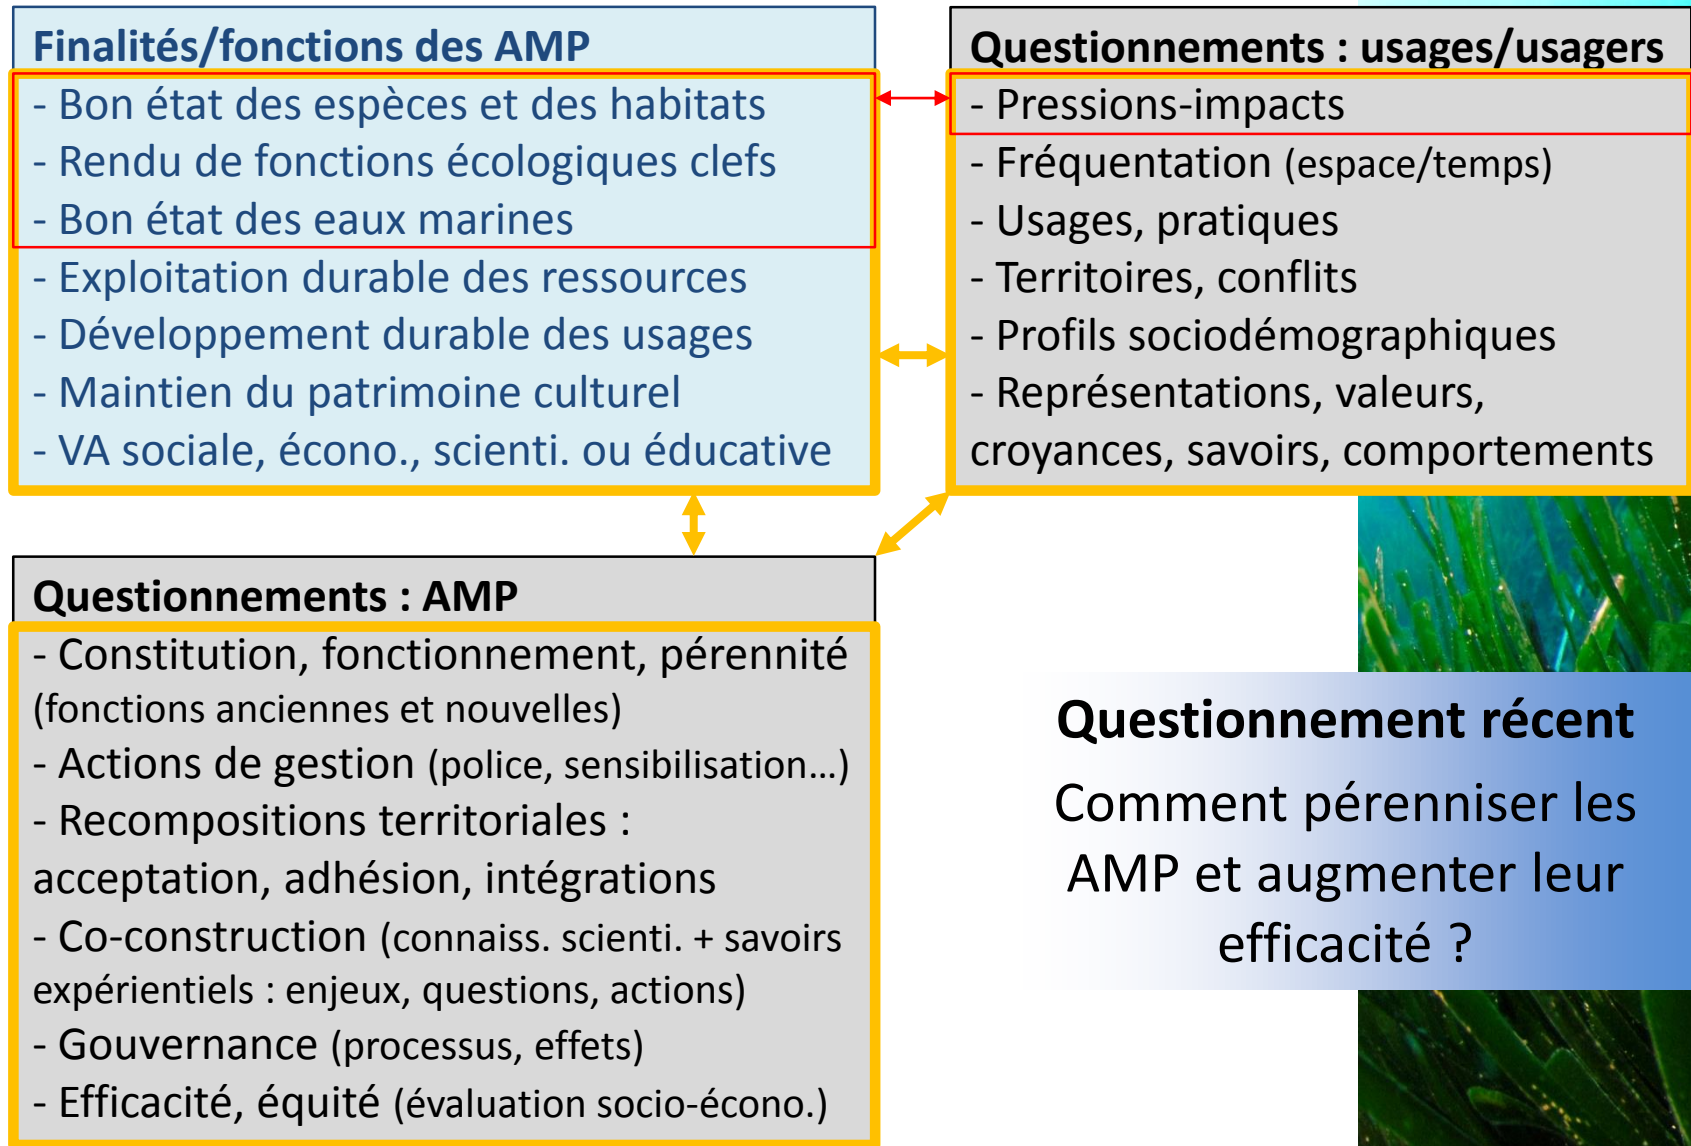 Finalités/fonctions des AMP
- Bon état des espèces et des habitats
- Rendu de fonctions écologiques clefs
- Bon état des eaux marines
- Exploitation durable des ressources
- Développement durable des usages
- Maintien du patrimoine culturel
- VA sociale, écono., scienti. ou éducative
Questionnements : usages/usagers
- Pressions-impacts
- Fréquentation (espace/temps)
- Usages, pratiques
- Territoires, conflits
- Profils sociodémographiques
- Représentations, valeurs,
croyances, savoirs, comportements
Questionnements : AMP
- Constitution, fonctionnement, pérennité
(fonctions anciennes et nouvelles)
- Actions de gestion (police, sensibilisation…)
- Recompositions territoriales :
acceptation, adhésion, intégrations
- Co-construction (connaiss. scienti. + savoirs
expérientiels : enjeux, questions, actions)
- Gouvernance (processus, effets)
- Efficacité, équité (évaluation socio-écono.)
Questionnement récent
Comment pérenniser les
AMP et augmenter leur
efficacité ?